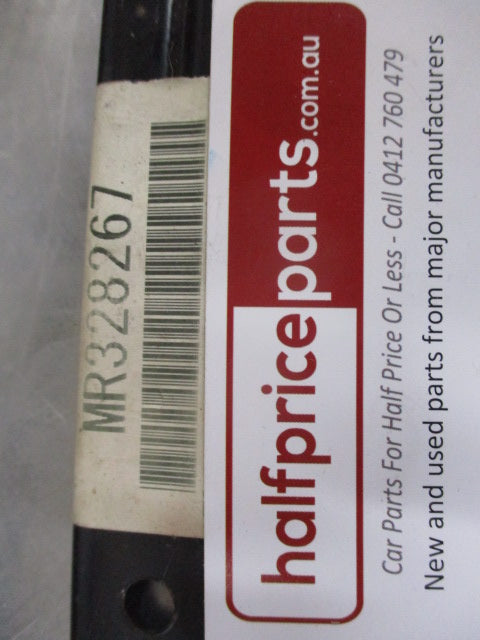 MR328267
halfpriceparts.com.au
Car Parts For Half Price Or Less - Call 0412 760 479
New and used parts from major manufacturers